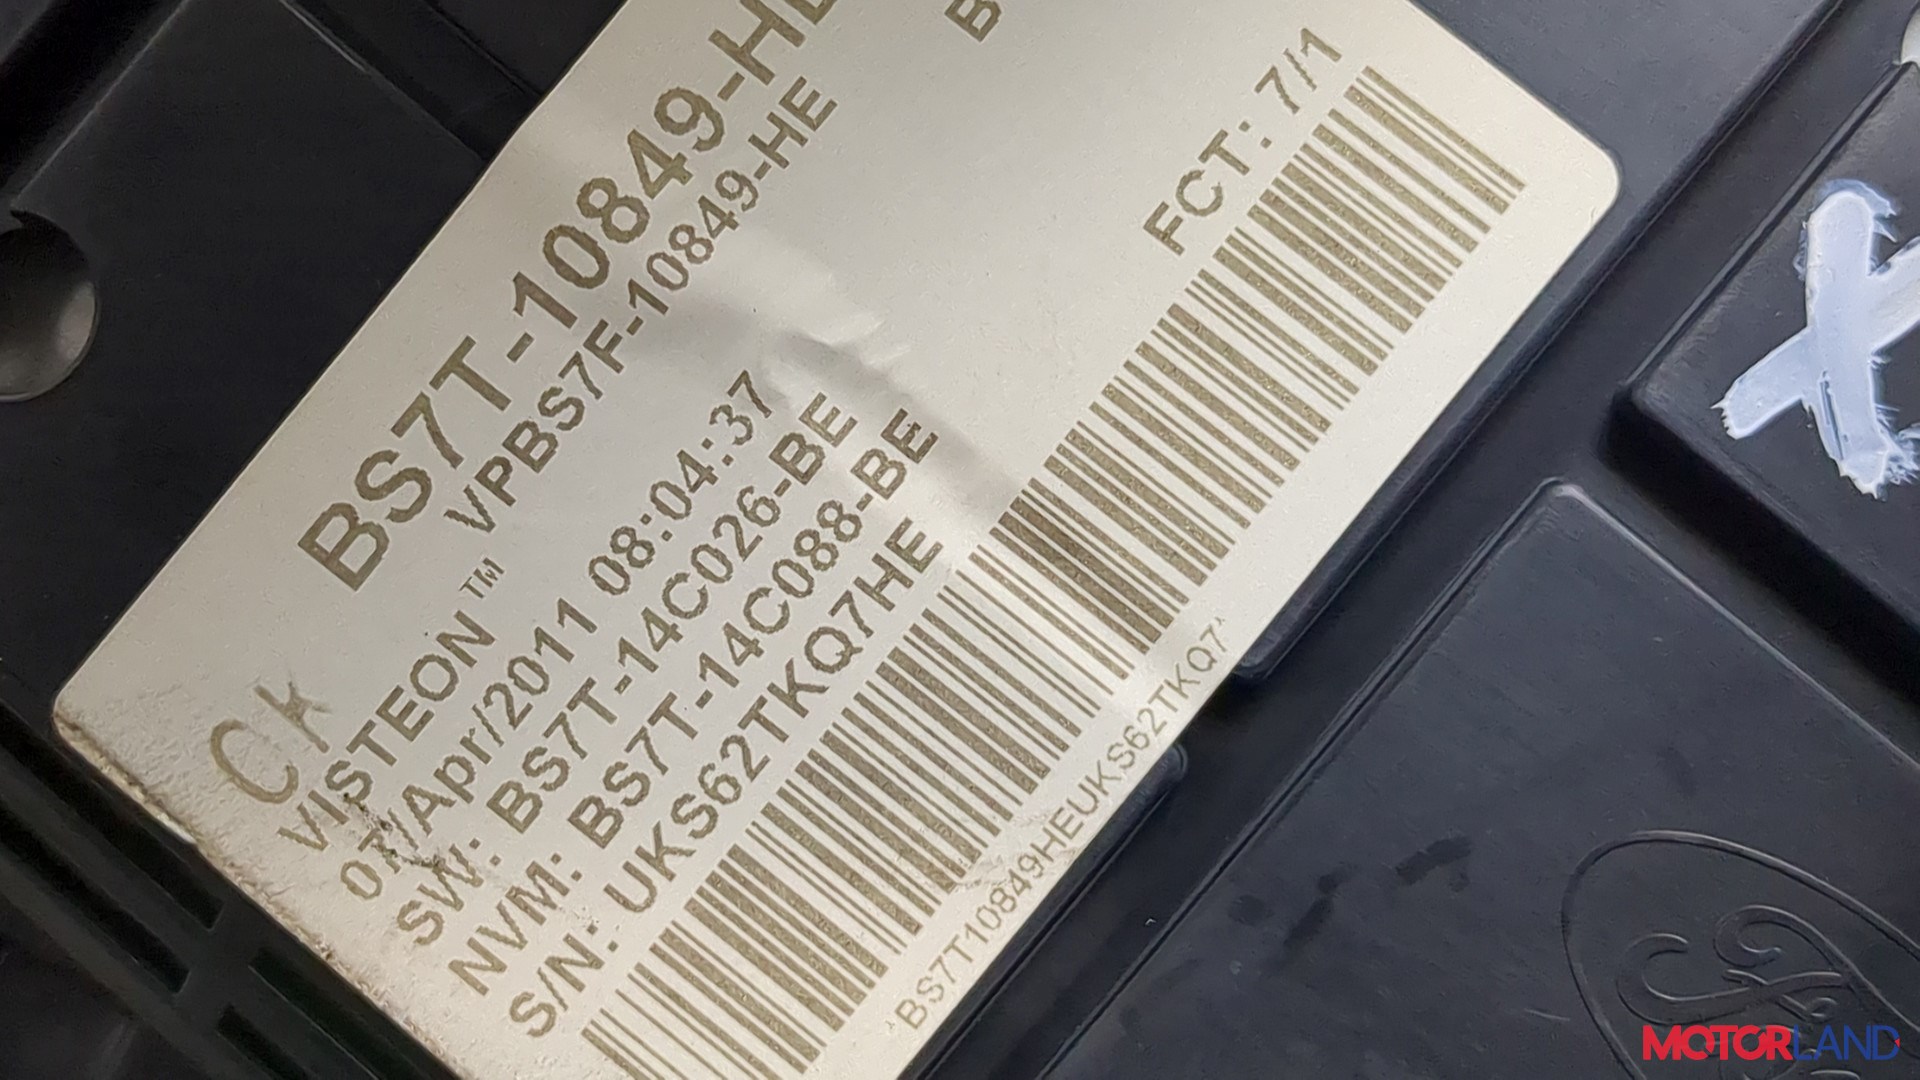 BS7T-10849-HE
VPBS7F-10849-HE
B
FCT: 7/1
CK
VISTEON™
07/Apr/2011 08:04:37
SW: BS7T-14C026-BE
NVM: BS7T-14C088-BE
S/N: UKS62TKQ7HE
BS7T10849HEUKS62TKQ7
X
MOTORLAND